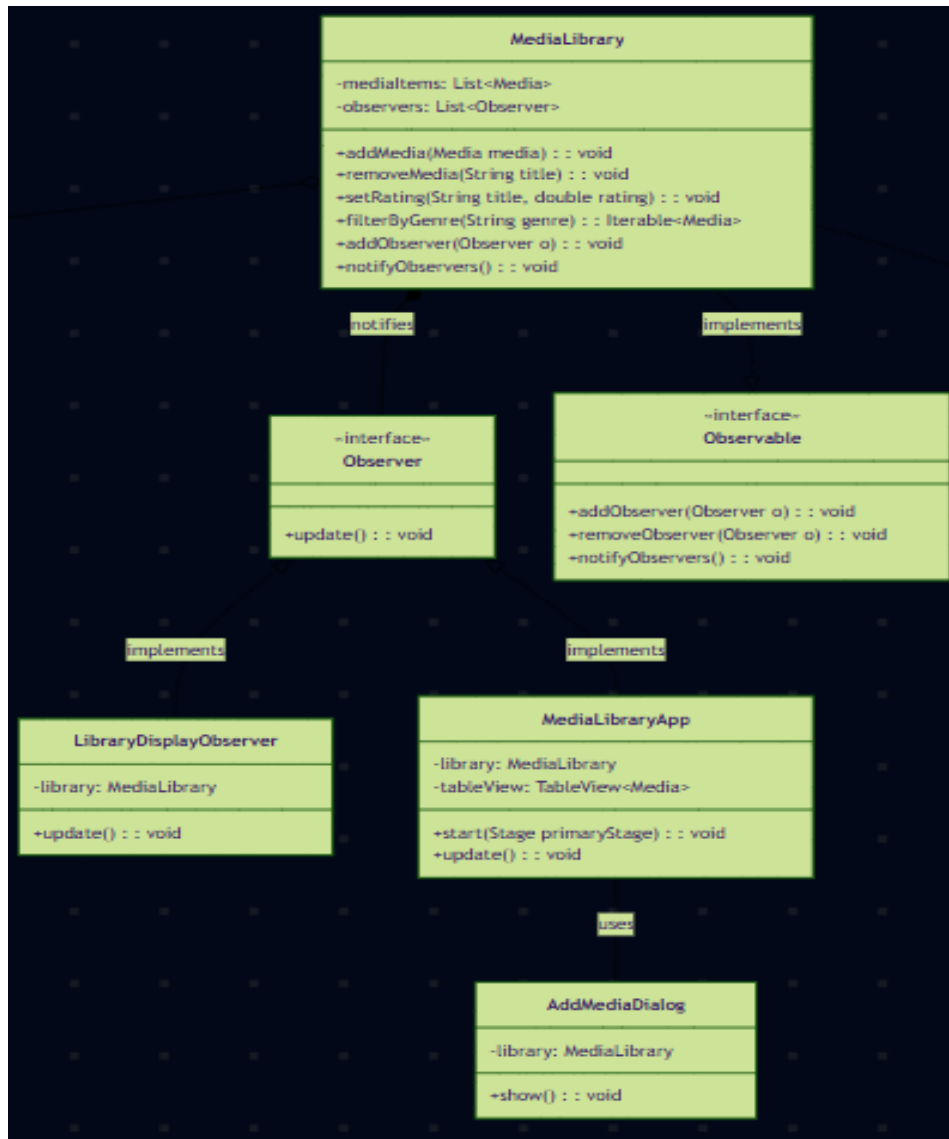 MediaLibrary
-mediaItems: List<Media>
-observers: List<Observer>
+addMedia(Media media) : : void
+removeMedia(String title) : : void
+setRating(String title, double rating) : : void
+filterByGenre(String genre) : : Iterable<Media>
+addObserver(Observer o) : : void
+notifyObservers() : : void
notifies
implements
~interface~
Observer
+update() : : void
~interface~
Observable
+addObserver(Observer o) : : void
+removeObserver(Observer o) : : void
+notifyObservers() : : void
implements
implements
LibraryDisplayObserver
-library: MediaLibrary
+update() : : void
MediaLibraryApp
-library: MediaLibrary
-tableView: TableView<Media>
+start(Stage primaryStage) : : void
+update() : : void
uses
AddMediaDialog
-library: MediaLibrary
+show() : : void